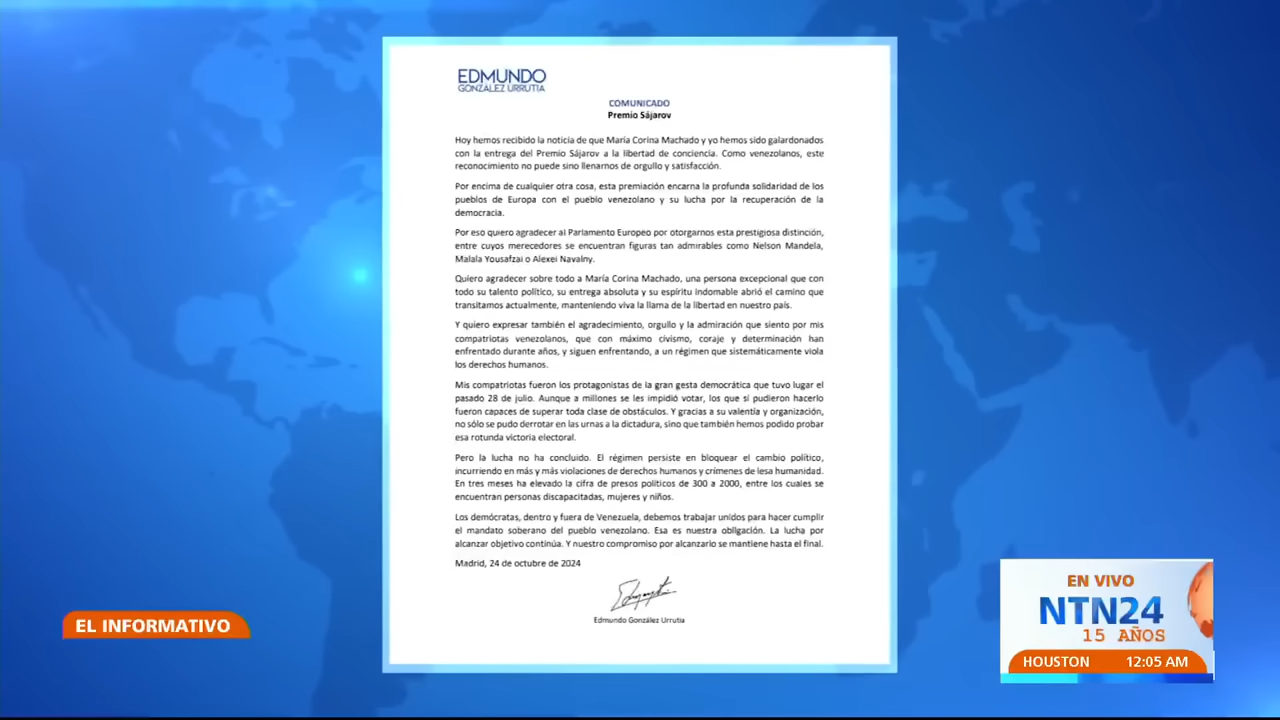 EDMUNDO
GONZÁLEZ URRUTIA
COMUNICADO
Premio Sájarov
Hoy hemos recibido la noticia de que María Corina Machado y yo hemos sido galardonados
con la entrega del Premio Sájarov a la libertad de conciencia. Como venezolanos, este
reconocimiento no puede sino llenarnos de orgullo y satisfacción.
Por encima de cualquier otra cosa, esta premiación encarna la profunda solidaridad de los
pueblos de Europa con el pueblo venezolano y su lucha por la recuperación de la
democracia.
Por eso quiero agradecer al Parlamento Europeo por otorgarnos esta prestigiosa distinción,
entre cuyos merecedores se encuentran figuras tan admirables como Nelson Mandela,
Malala Yousafzai o Alexei Navalny.
Quiero agradecer sobre todo a María Corina Machado, una persona excepcional que con
todo su talento político, su entrega absoluta y su espíritu indomable abrió el camino que
transitamos actualmente, manteniendo viva la llama de la libertad en nuestro país.
Y quiero expresar también el agradecimiento, orgullo y la admiración que siento por mis
compatriotas venezolanos, que con máximo civismo, coraje y determinación han
enfrentado durante años, y siguen enfrentando, a un régimen que sistemáticamente viola
los derechos humanos.
Mis compatriotas fueron los protagonistas de la gran gesta democrática que tuvo lugar el
pasado 28 de julio. Aunque a millones se les impidió votar, los que sí pudieron hacerlo
fueron capaces de superar toda clase de obstáculos. Y gracias a su valentía y organización,
no sólo se pudo derrotar en las urnas a la dictadura, sino que también hemos podido probar
esa rotunda victoria electoral.
Pero la lucha no ha concluido. El régimen persiste en bloquear el cambio político,
incurriendo en más y más violaciones de derechos humanos y crímenes de lesa humanidad.
En tres meses ha elevado la cifra de presos políticos de 300 a 2000, entre los cuales se
encuentran personas discapacitadas, mujeres y niños.
Los demócratas, dentro y fuera de Venezuela, debemos trabajar unidos para hacer cumplir
el mandato soberano del pueblo venezolano. Esa es nuestra obligación. La lucha por
alcanzar objetivo continúa. Y nuestro compromiso por alcanzarlo se mantiene hasta el final.
Madrid, 24 de octubre de 2024
Edmundo González Urrutia
EL INFORMATIVO
EN VIVO
NTN24
15 AÑOS
HOUSTON 12:05 AM